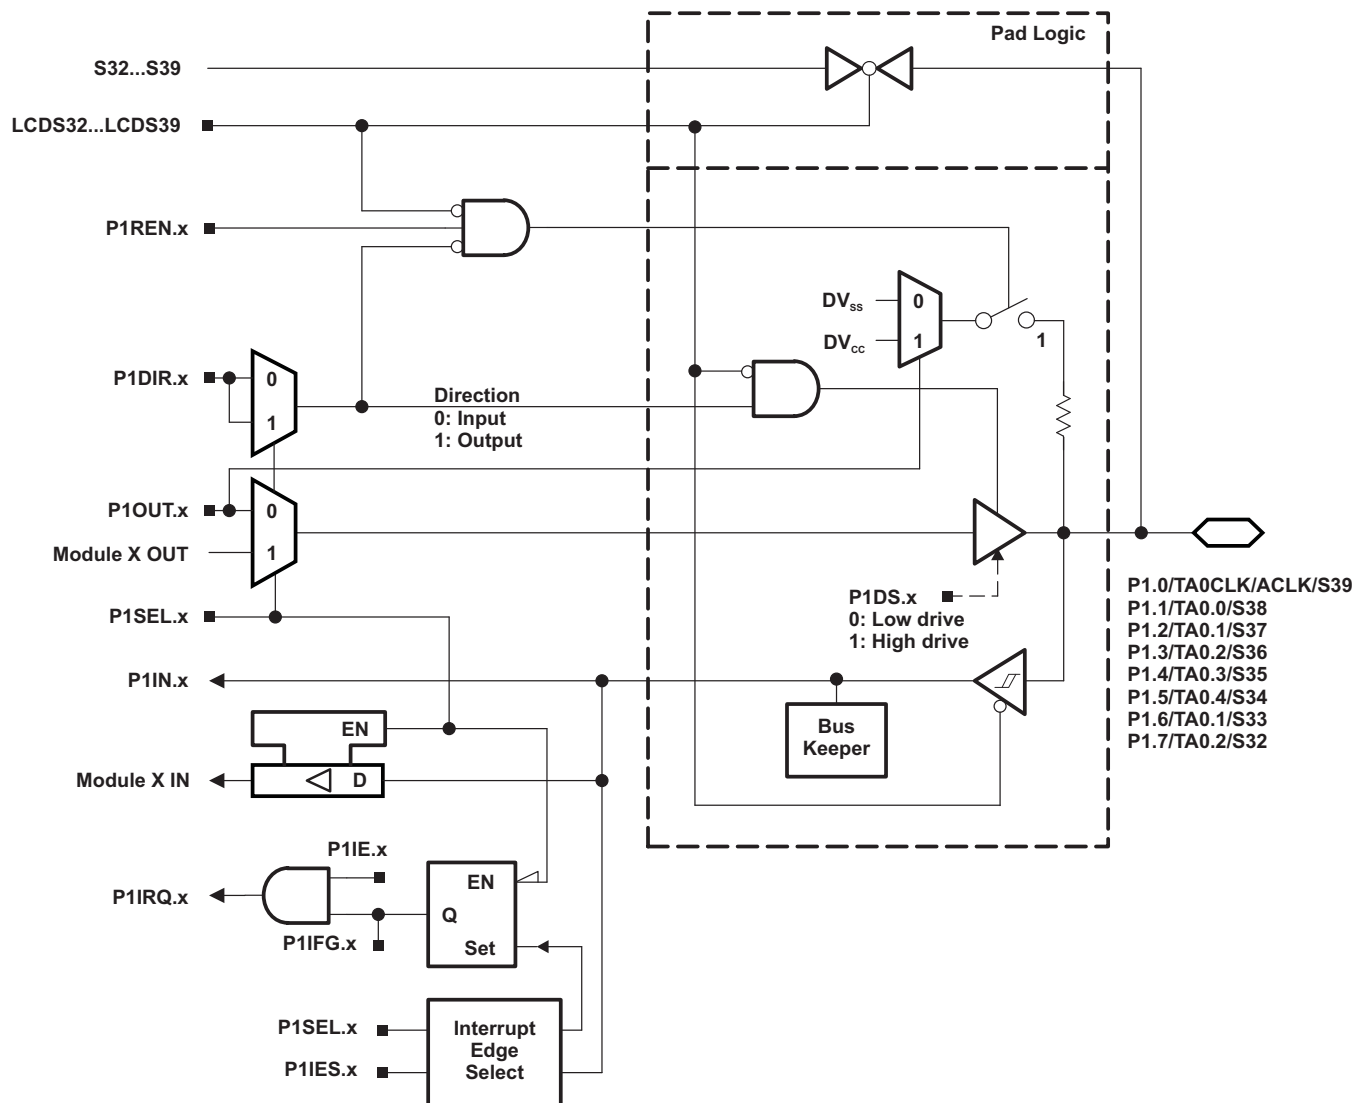 Pad Logic
S32...S39
LCDS32...LCDS39
P1REN.x
DVSS
0
DVCC
1
1
P1DIR.x
0
1
Direction
0: Input
1: Output
P1OUT.x
0
Module X OUT
1
P1SEL.x
P1DS.x
0: Low drive
1: High drive
P1.0/TA0CLK/ACLK/S39
P1.1/TA0.0/S38
P1.2/TA0.1/S37
P1.3/TA0.2/S36
P1.4/TA0.3/S35
P1.5/TA0.4/S34
P1.6/TA0.1/S33
P1.7/TA0.2/S32
P1IN.x
Bus
Keeper
EN
Module X IN
D
P1IE.x
P1IRQ.x
EN
Q
P1IFG.x
Set
P1SEL.x
P1IES.x
Interrupt
Edge
Select